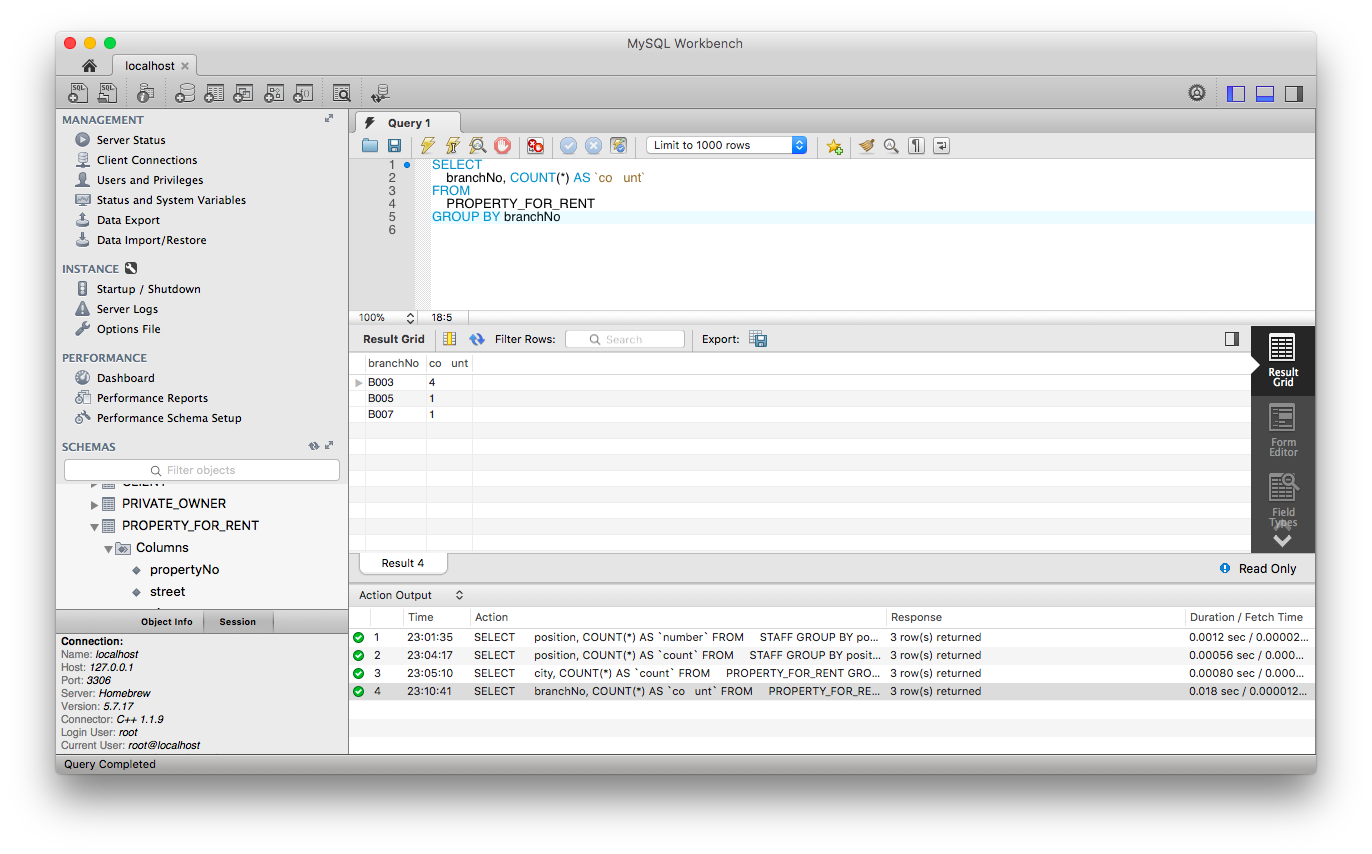 MySQL Workbench
localhost
MANAGEMENT
Server Status
Client Connections
Users and Privileges
Status and System Variables
Data Export
Data Import/Restore
INSTANCE
Startup / Shutdown
Server Logs
Options File
PERFORMANCE
Dashboard
Performance Reports
Performance Schema Setup
SCHEMAS
Filter objects
CLIENT
PRIVATE_OWNER
PROPERTY_FOR_RENT
Columns
propertyNo
street
Object Info Session
Connection:
Name: localhost
Host: 127.0.0.1
Port: 3306
Server: Homebrew
Version: 5.7.17
Connector: C++ 1.1.9
Login User: root
Current User: root@localhost
Query 1
Limit to 1000 rows
1 SELECT
2 branchNo, COUNT(*) AS `co   unt`
3 FROM
4 PROPERTY_FOR_RENT
5 GROUP BY branchNo
6
100% 18:5
Result Grid Filter Rows: Search Export:
branchNo co   unt
B003 4
B005 1
B007 1
Result
Grid
Form
Editor
Field
Types
Result 4
Read Only
Action Output
Time Action Response Duration / Fetch Time
1 23:01:35 SELECT position, COUNT(*) AS `number` FROM STAFF GROUP BY po... 3 row(s) returned 0.0012 sec / 0.00002...
2 23:04:17 SELECT position, COUNT(*) AS `count` FROM STAFF GROUP BY posit... 3 row(s) returned 0.00056 sec / 0.000...
3 23:05:10 SELECT city, COUNT(*) AS `count` FROM PROPERTY_FOR_RENT GRO... 3 row(s) returned 0.00080 sec / 0.000...
4 23:10:41 SELECT branchNo, COUNT(*) AS `co   unt` FROM PROPERTY_FOR_RE... 3 row(s) returned 0.018 sec / 0.000012...
Query Completed